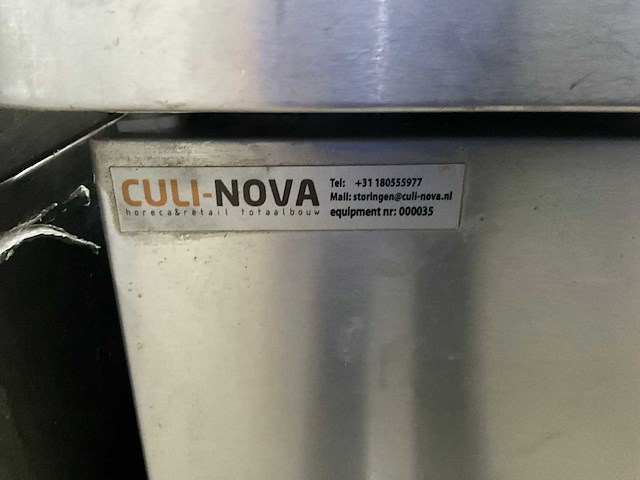 CULI-NOVA
horeca&retail totaalbouw
Tel: +31 180555977
Mail: storingen@culi-nova.nl
equipment nr: 000035